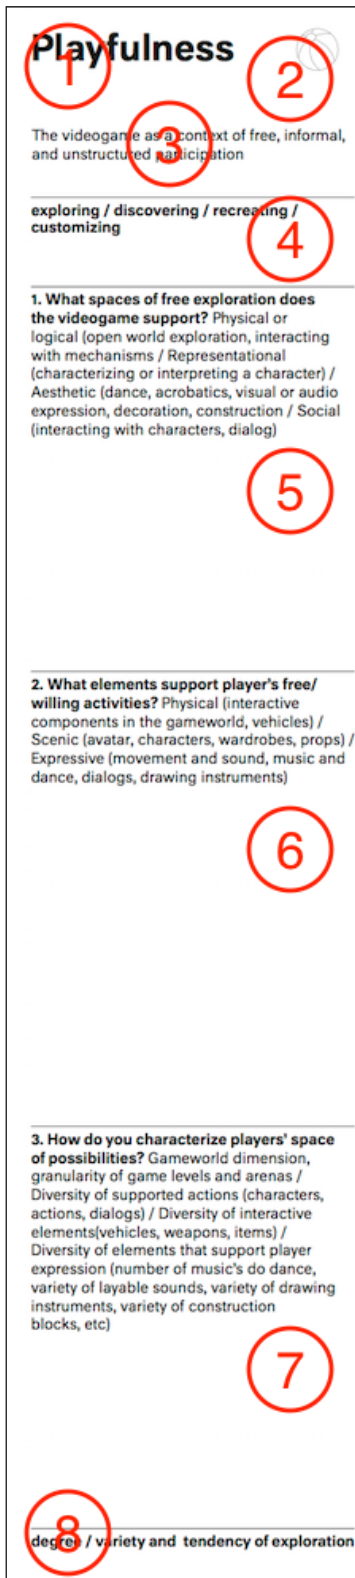 Playfulness
1
2
3
The videogame as a context of free, informal,
and unstructured participation
exploring / discovering / recreating /
customizing
4
1. What spaces of free exploration does
the videogame support? Physical or
logical (open world exploration, interacting
with mechanisms / Representational
(characterizing or interpreting a character) /
Aesthetic (dance, acrobatics, visual or audio
expression, decoration, construction / Social
(interacting with characters, dialog)
5
2. What elements support player's free/
willing activities? Physical (interactive
components in the gameworld, vehicles) /
Scenic (avatar, characters, wardrobes, props) /
Expressive (movement and sound, music and
dance, dialogs, drawing instruments)
6
3. How do you characterize players' space
of possibilities? Gameworld dimension,
granularity of game levels and arenas /
Diversity of supported actions (characters,
actions, dialogs) / Diversity of interactive
elements(vehicles, weapons, items) /
Diversity of elements that support player
expression (number of music's do dance,
variety of layable sounds, variety of drawing
instruments, variety of construction
blocks, etc)
7
8
degree / variety and tendency of exploration